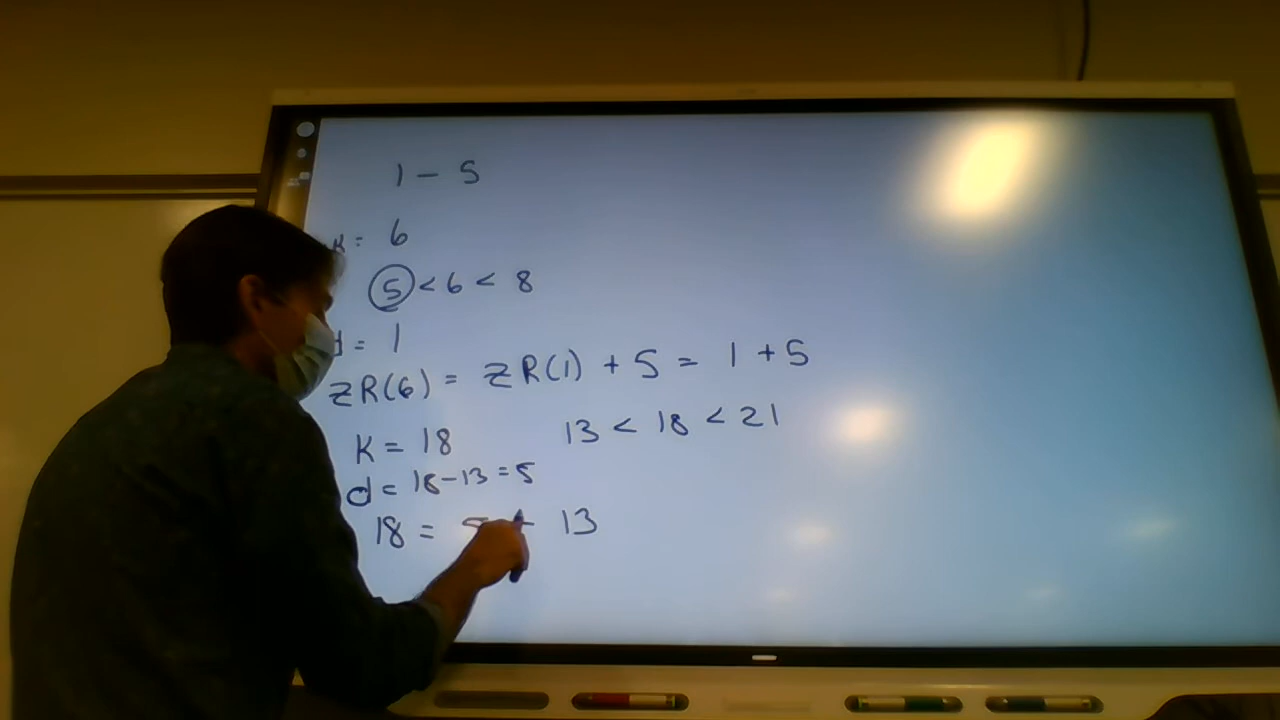 1 - 5
K = 6
5 < 6 < 8
d = 1
ZR(6) = ZR(1) + 5 = 1 + 5
K = 18 13 < 18 < 21
d = 18 - 13 = 5
18 = 5 + 13